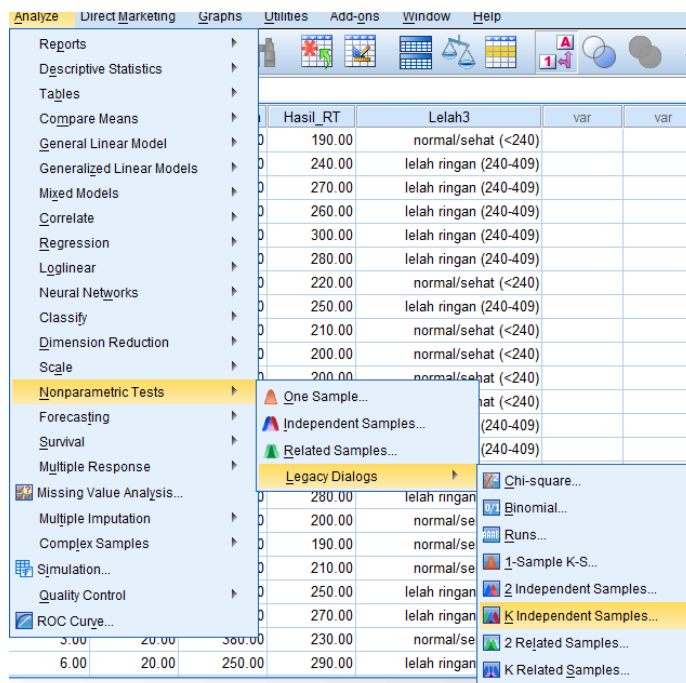 Analyze Direct Marketing Graphs Utilities Add-ons Window Help
Reports
Descriptive Statistics
Tables
Compare Means
General Linear Model
Generalized Linear Models
Mixed Models
Correlate
Regression
Loglinear
Neural Networks
Classify
Dimension Reduction
Scale
Nonparametric Tests
Forecasting
Survival
Multiple Response
Missing Value Analysis...
Multiple Imputation
Complex Samples
Simulation...
Quality Control
ROC Curve...
One Sample...
Independent Samples...
Related Samples...
Legacy Dialogs
Chi-square...
Binomial...
Runs...
1-Sample K-S...
2 Independent Samples...
K Independent Samples...
2 Related Samples...
K Related Samples...
Hasil_RT Lelah3 var var
190.00 normal/sehat (<240)
240.00 lelah ringan (240-409)
270.00 lelah ringan (240-409)
260.00 lelah ringan (240-409)
300.00 lelah ringan (240-409)
280.00 lelah ringan (240-409)
220.00 normal/sehat (<240)
250.00 lelah ringan (240-409)
210.00 normal/sehat (<240)
200.00 normal/sehat (<240)
200.00 normal/sehat (<240)
hat (<240)
(240-409)
(240-409)
280.00 lelah ringan
200.00 normal/se
190.00 normal/se
210.00 normal/se
250.00 lelah ringan
270.00 lelah ringan
3.00 20.00 380.00 230.00 normal/se
6.00 20.00 250.00 290.00 lelah ringan